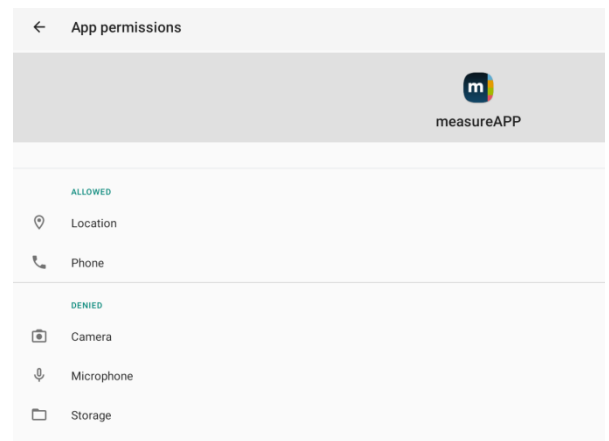 App permissions
m
measureAPP
ALLOWED
Location
Phone
DENIED
Camera
Microphone
Storage